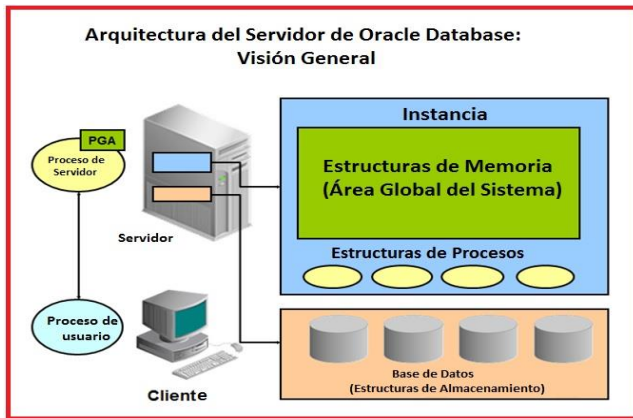 Arquitectura del Servidor de Oracle Database:
Visión General
PGA
Proceso de
Servidor
Servidor
Proceso de
usuario
Cliente
Instancia
Estructuras de Memoria
(Área Global del Sistema)
Estructuras de Procesos
Base de Datos
(Estructuras de Almacenamiento)